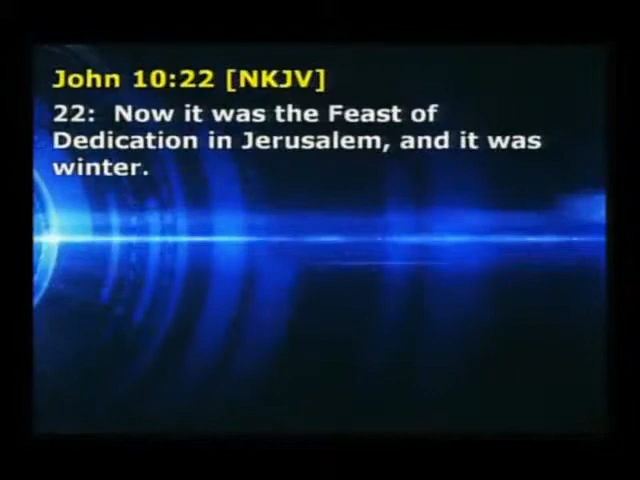 John 10:22 [NKJV]
22:  Now it was the Feast of
Dedication in Jerusalem, and it was
winter.